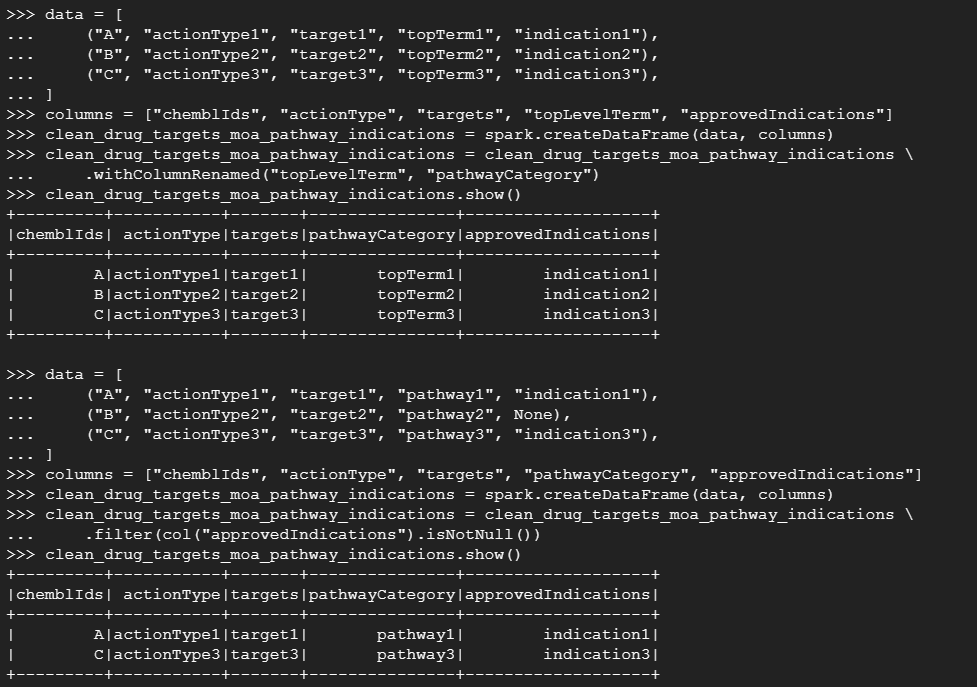 >>> data = [
...     ("A", "actionType1", "target1", "topTerm1", "indication1"),
...     ("B", "actionType2", "target2", "topTerm2", "indication2"),
...     ("C", "actionType3", "target3", "topTerm3", "indication3"),
... ]
>>> columns = ["chemblIds", "actionType", "targets", "topLevelTerm", "approvedIndications"]
>>> clean_drug_targets_moa_pathway_indications = spark.createDataFrame(data, columns)
>>> clean_drug_targets_moa_pathway_indications = clean_drug_targets_moa_pathway_indications \
...     .withColumnRenamed("topLevelTerm", "pathwayCategory")
>>> clean_drug_targets_moa_pathway_indications.show()
+---------+-----------+-------+---------------+-------------------+
|chemblIds| actionType|targets|pathwayCategory|approvedIndications|
+---------+-----------+-------+---------------+-------------------+
|        A|actionType1|target1|       topTerm1|        indication1|
|        B|actionType2|target2|       topTerm2|        indication2|
|        C|actionType3|target3|       topTerm3|        indication3|
+---------+-----------+-------+---------------+-------------------+

>>> data = [
...     ("A", "actionType1", "target1", "pathway1", "indication1"),
...     ("B", "actionType2", "target2", "pathway2", None),
...     ("C", "actionType3", "target3", "pathway3", "indication3"),
... ]
>>> columns = ["chemblIds", "actionType", "targets", "pathwayCategory", "approvedIndications"]
>>> clean_drug_targets_moa_pathway_indications = spark.createDataFrame(data, columns)
>>> clean_drug_targets_moa_pathway_indications = clean_drug_targets_moa_pathway_indications \
...     .filter(col("approvedIndications").isNotNull())
>>> clean_drug_targets_moa_pathway_indications.show()
+---------+-----------+-------+---------------+-------------------+
|chemblIds| actionType|targets|pathwayCategory|approvedIndications|
+---------+-----------+-------+---------------+-------------------+
|        A|actionType1|target1|       pathway1|        indication1|
|        C|actionType3|target3|       pathway3|        indication3|
+---------+-----------+-------+---------------+-------------------+